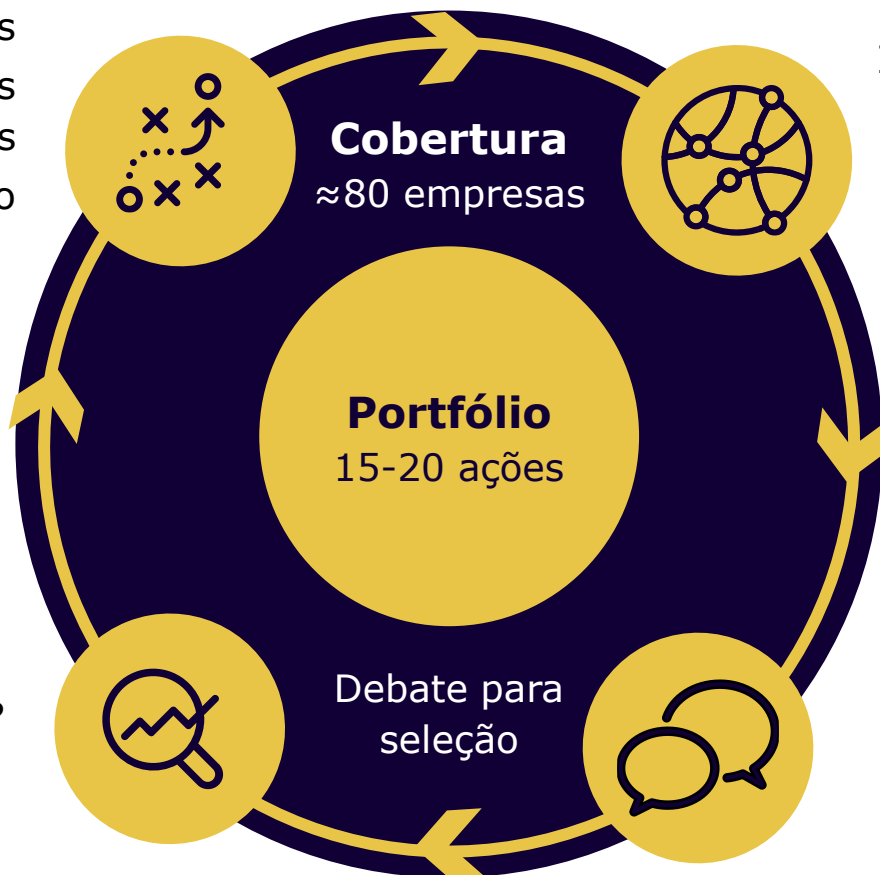 Cobertura
≈80 empresas
Portfólio
15-20 ações
Debate para
seleção